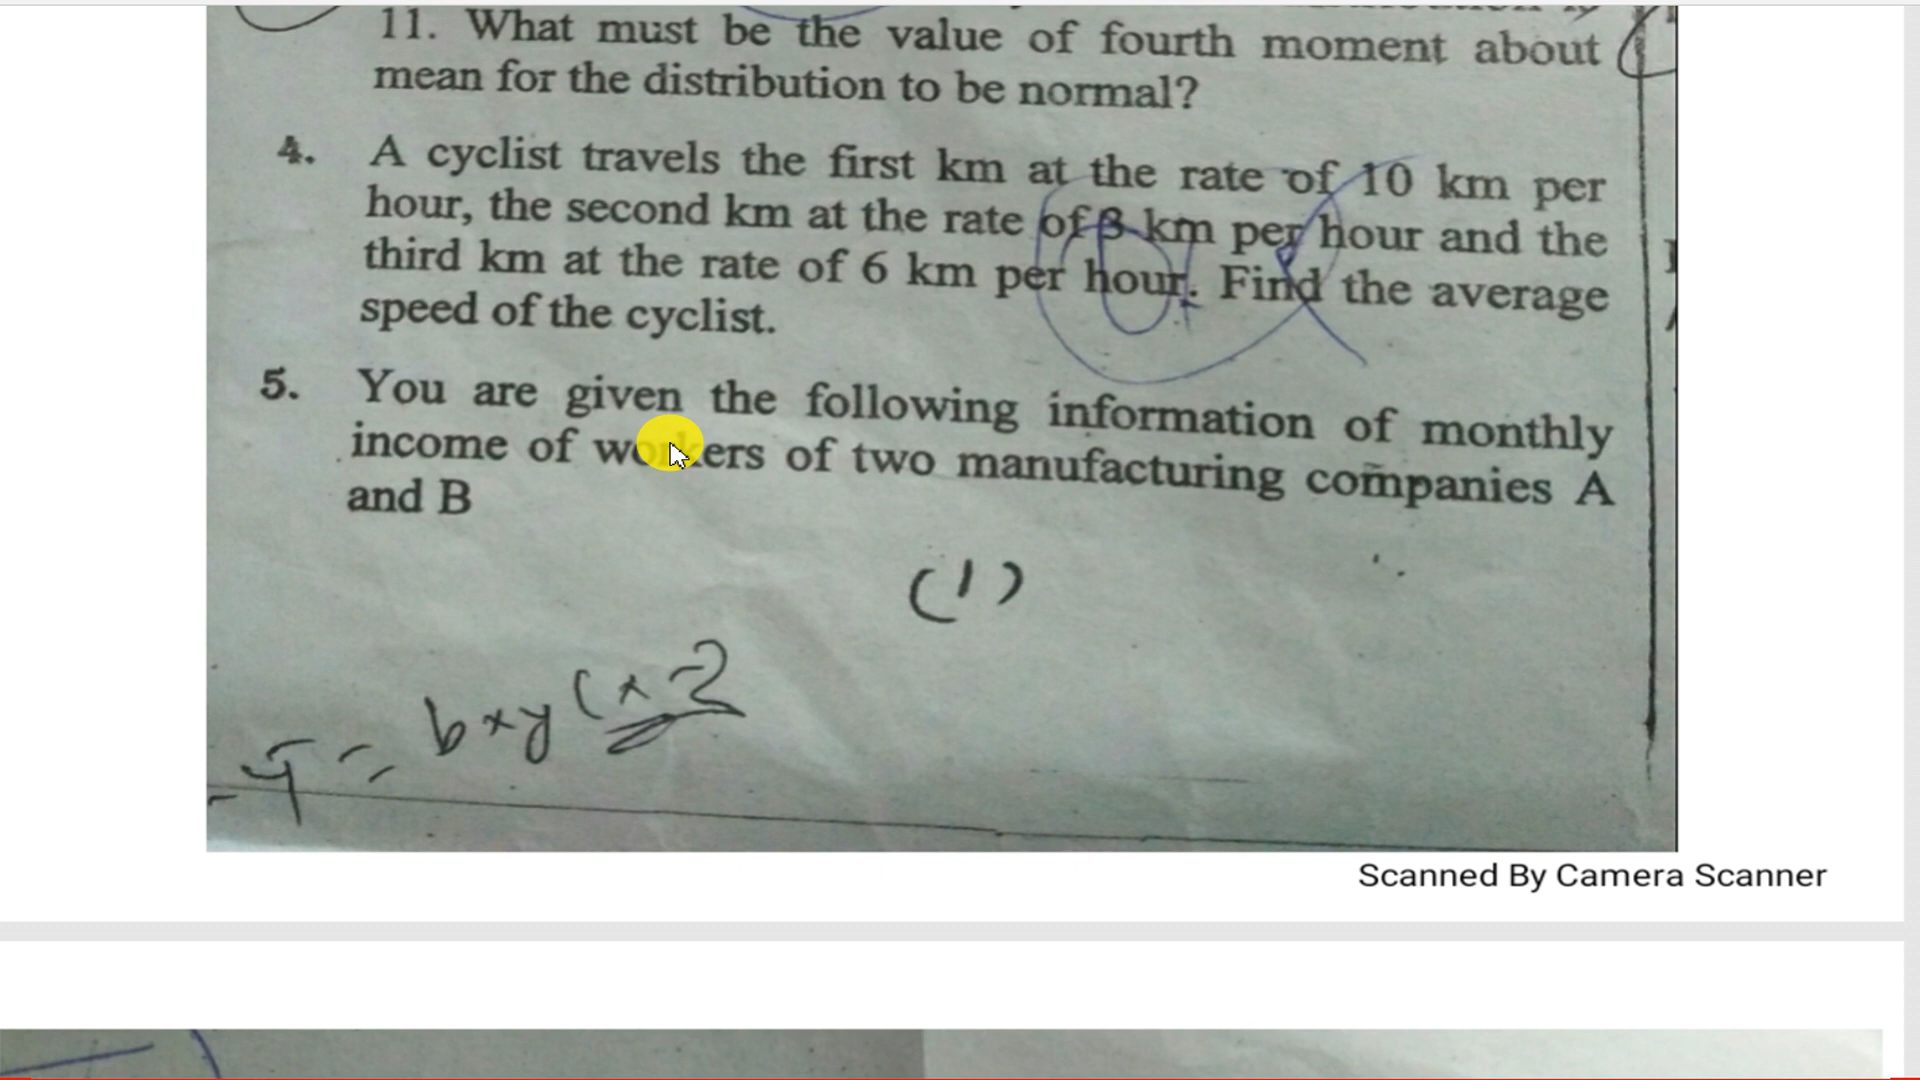 11. What must be the value of fourth moment about
mean for the distribution to be normal?
4. A cyclist travels the first km at the rate of 10 km per
hour, the second km at the rate of 8 km per hour and the
third km at the rate of 6 km per hour. Find the average
speed of the cyclist.
5. You are given the following information of monthly
income of workers of two manufacturing companies A
and B
(1)
Scanned By Camera Scanner